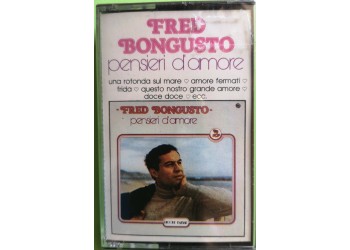 FRED
BONGUSTO
pensieri d'amore
una rotonda sul mare ♡ amore fermati ♡
frida ♡ questo nostro grande amore ♡
doce doce ♡ ecc.
FRED BONGUSTO
pensieri d'amore